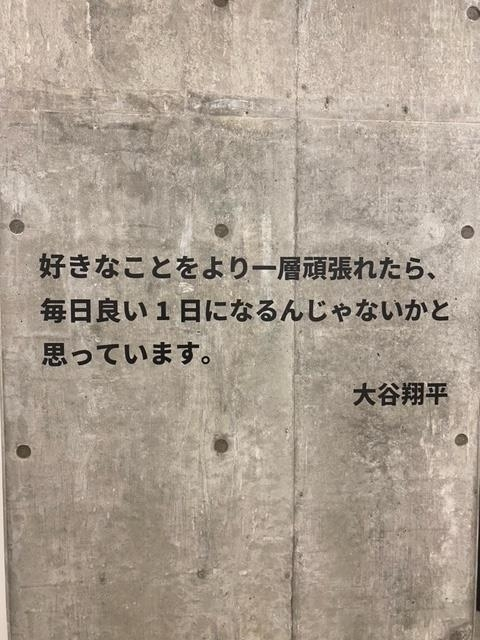 好きなことをより一層頑張れたら、
毎日良い1日になるんじゃないかと
思っています。
大谷翔平